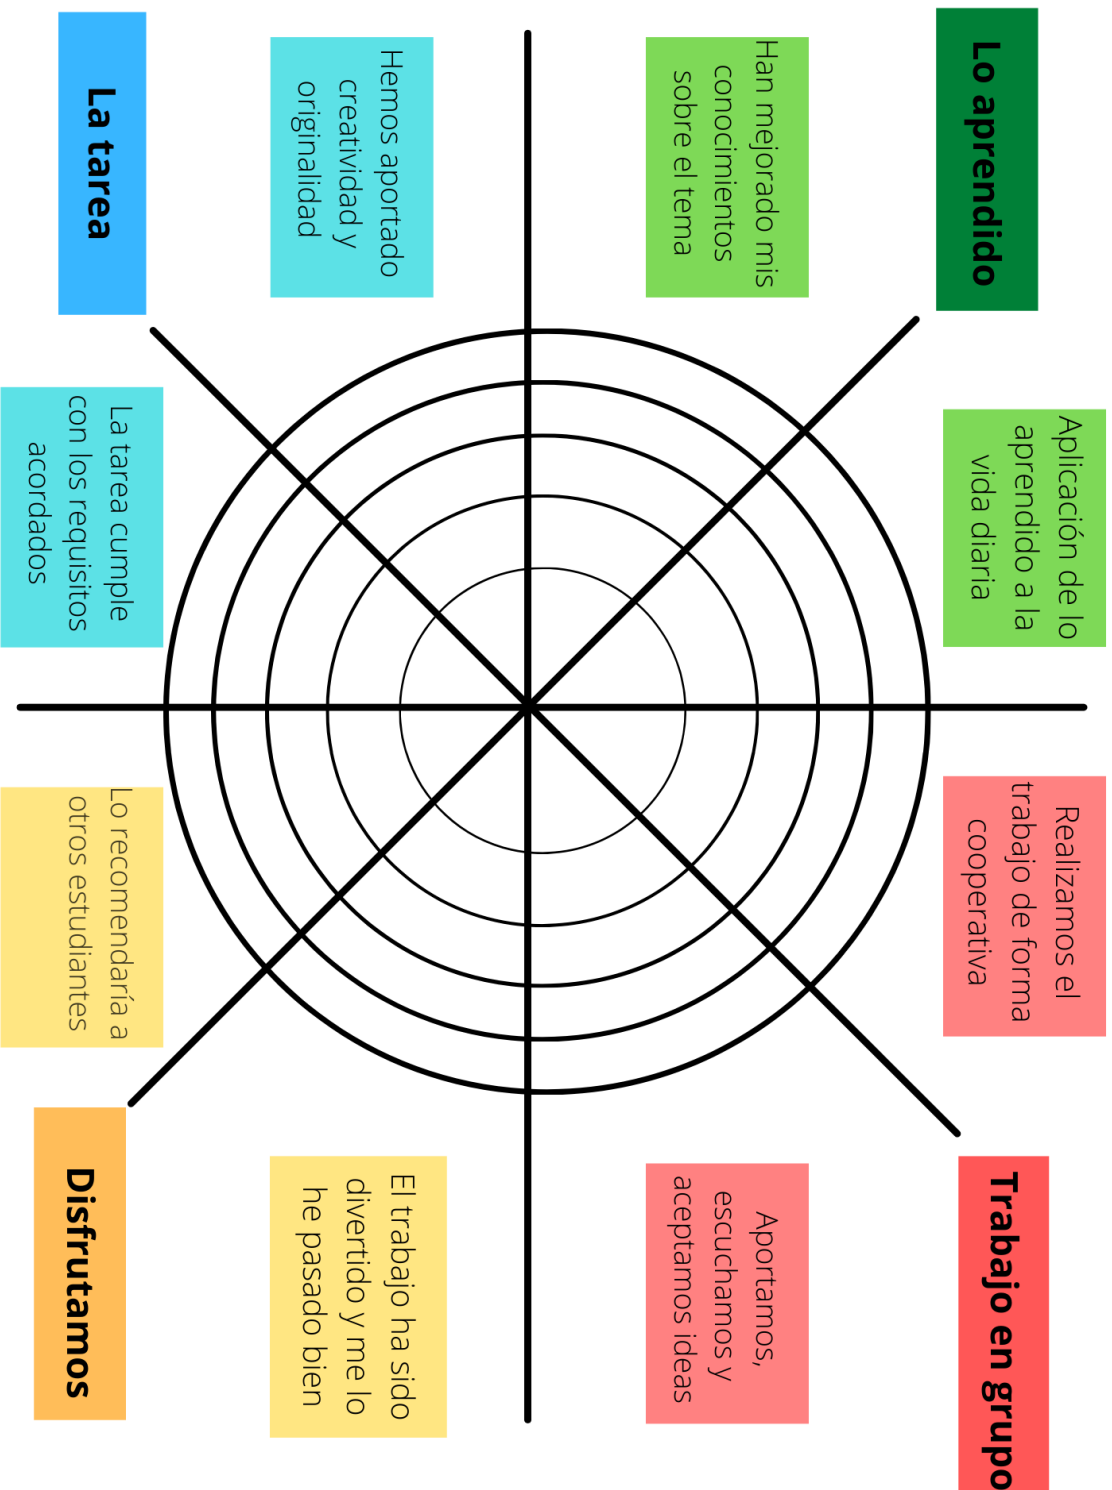 Lo aprendido
Aplicación de lo
aprendido a la
vida diaria
Realizamos el
trabajo de forma
cooperativa
Trabajo en grupo
Han mejorado mis
conocimientos
sobre el tema
Aportamos,
escuchamos y
aceptamos ideas
Hemos aportado
creatividad y
originalidad
El trabajo ha sido
divertido y me lo
he pasado bien
La tarea
La tarea cumple
con los requisitos
acordados
Lo recomendaría a
otros estudiantes
Disfrutamos